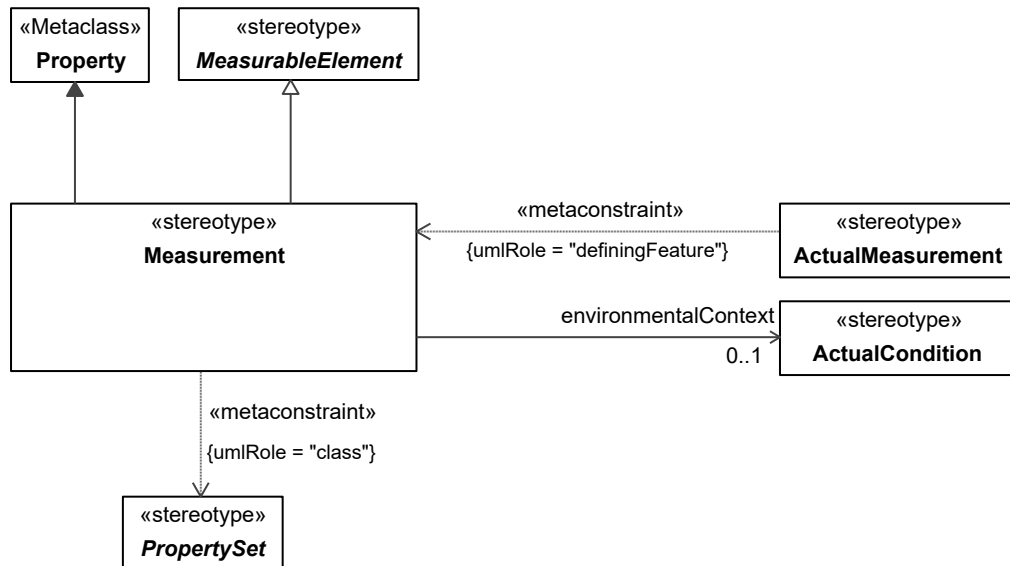 «Metaclass»
Property
«stereotype»
MeasurableElement
«stereotype»
Measurement
«metaconstraint»
{umlRole = "definingFeature"}
«stereotype»
ActualMeasurement
environmentalContext
0..1
«stereotype»
ActualCondition
«metaconstraint»
{umlRole = "class"}
«stereotype»
PropertySet